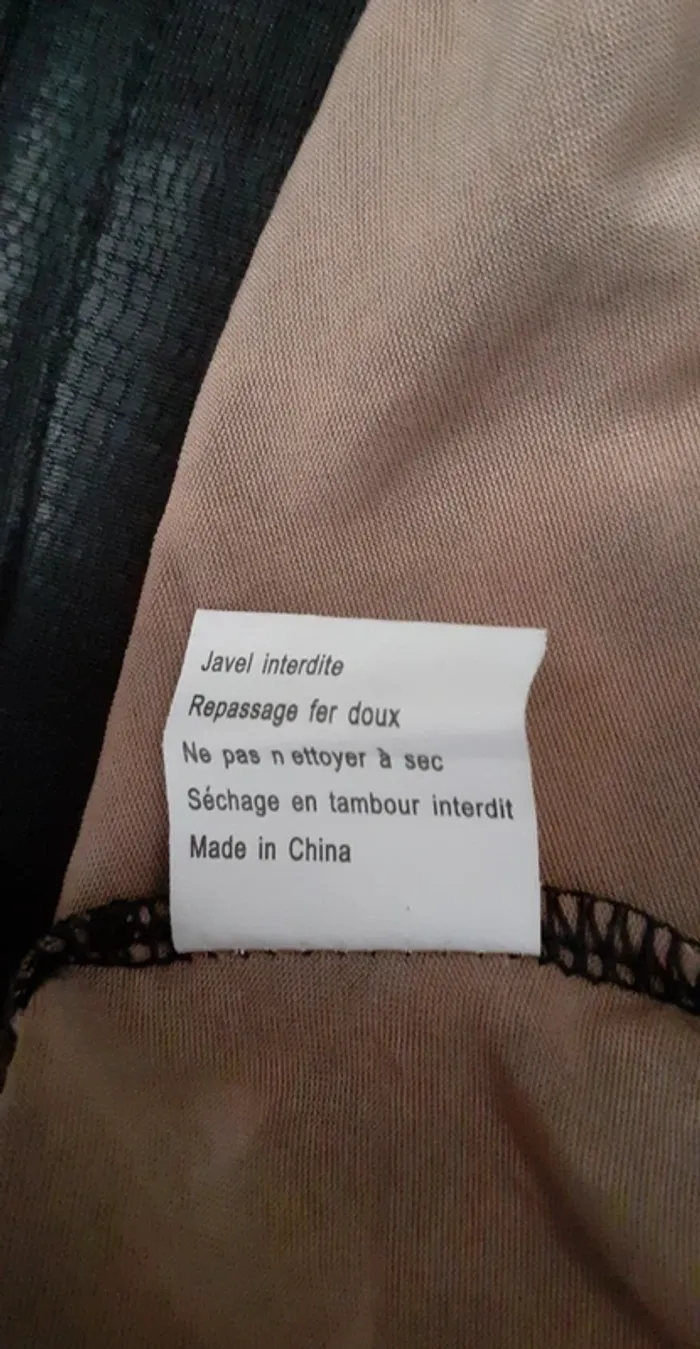 Javel interdite
Repassage fer doux
Ne pas n ettoyer à sec
Séchage en tambour interdit
Made in China